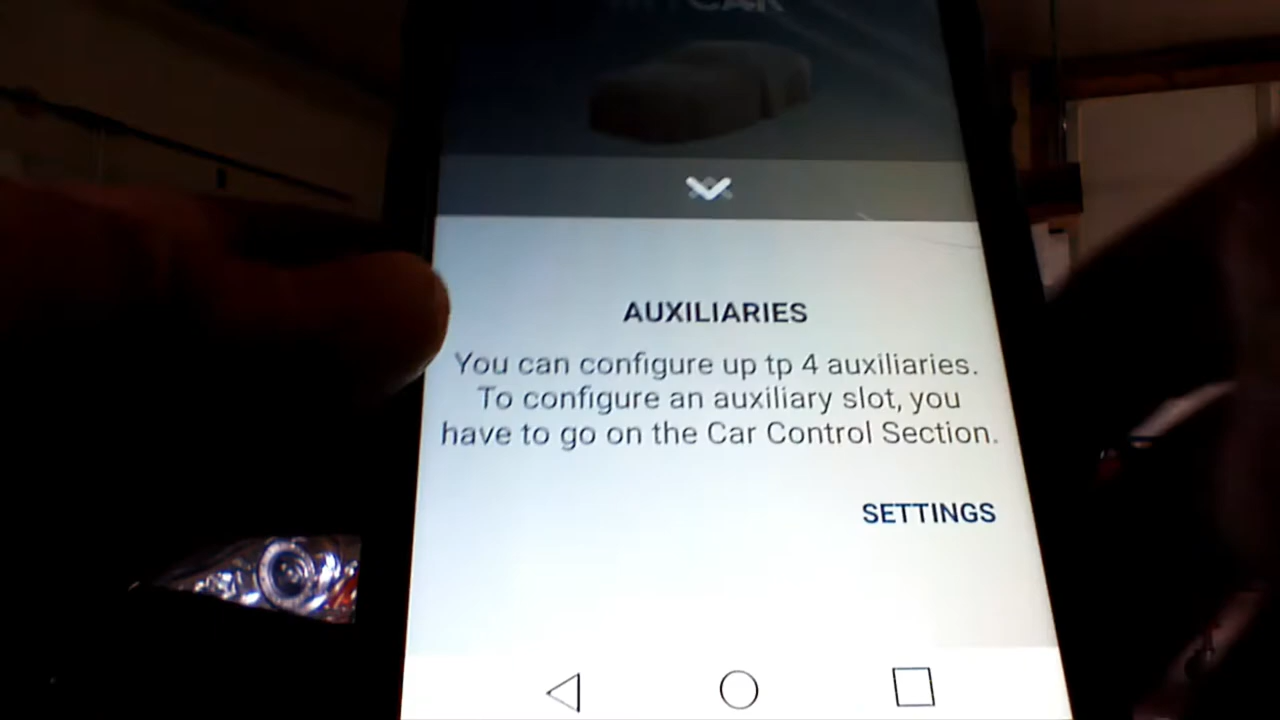 CAR
AUXILIARIES
You can configure up tp 4 auxiliaries.
To configure an auxiliary slot, you
have to go on the Car Control Section.
SETTINGS